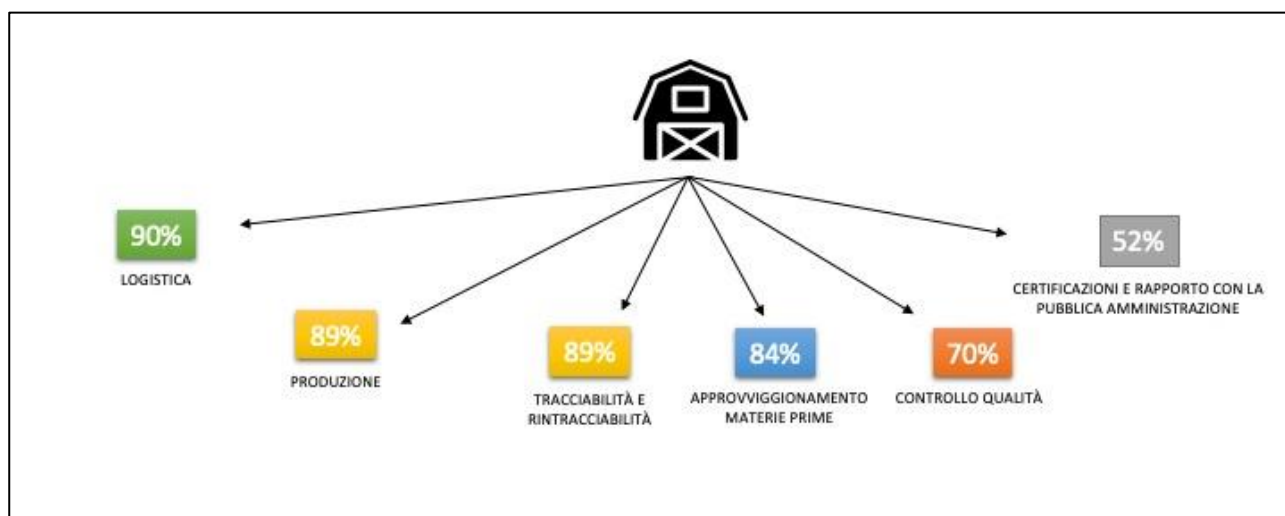 90%
LOGISTICA
89%
PRODUZIONE
89%
TRACCIABILITÀ E
RINTRACCIABILITÀ
84%
APPROVVIGGIONAMENTO
MATERIE PRIME
70%
CONTROLLO QUALITÀ
52%
CERTIFICAZIONI E RAPPORTO CON LA
PUBBLICA AMMINISTRAZIONE